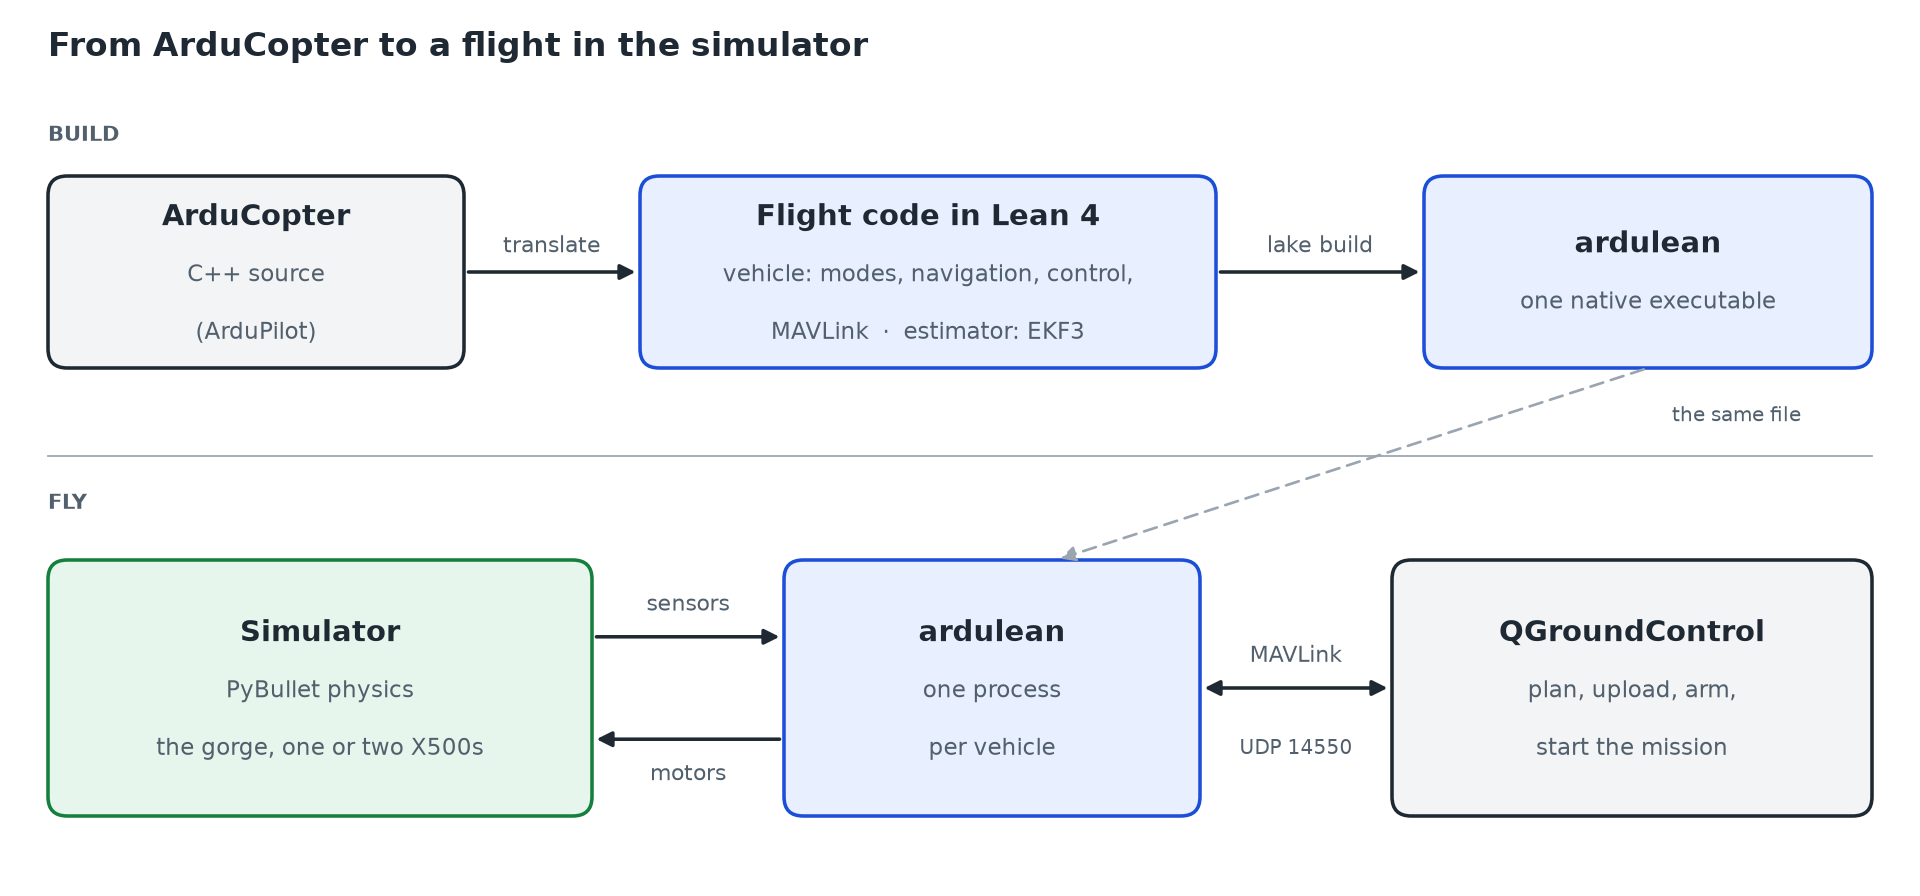 From ArduCopter to a flight in the simulator
BUILD
ArduCopter
C++ source
(ArduPilot)
translate
Flight code in Lean 4
vehicle: modes, navigation, control,
MAVLink · estimator: EKF3
lake build
ardulean
one native executable
the same file
FLY
Simulator
PyBullet physics
the gorge, one or two X500s
sensors
motors
ardulean
one process
per vehicle
MAVLink
UDP 14550
QGroundControl
plan, upload, arm,
start the mission